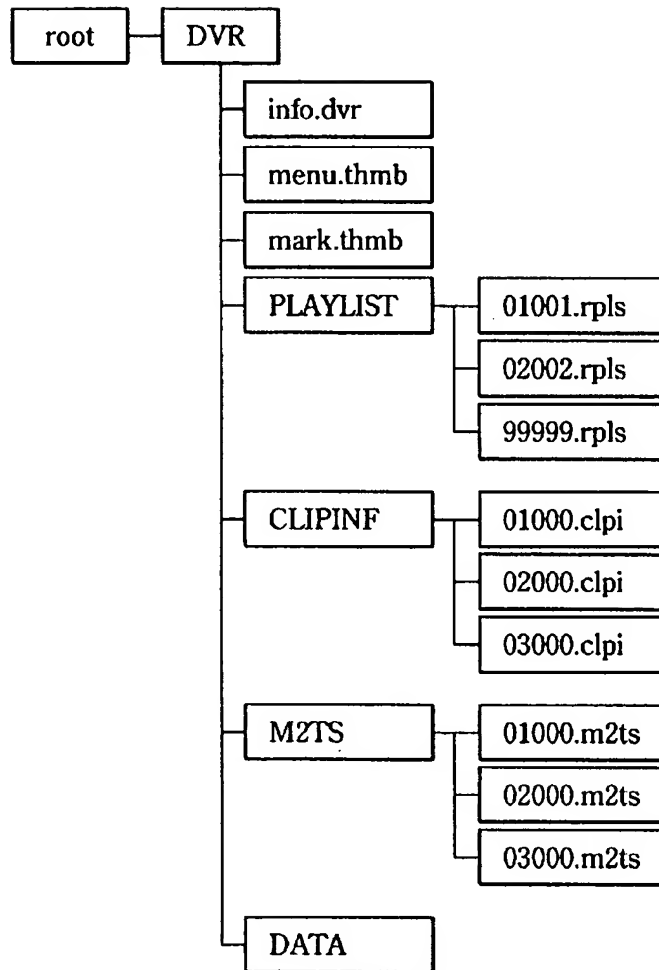 root DVR
info.dvr
menu.thmb
mark.thmb
PLAYLIST 01001.rpls
02002.rpls
99999.rpls
CLIPINF 01000.clpi
02000.clpi
03000.clpi
M2TS 01000.m2ts
02000.m2ts
03000.m2ts
DATA